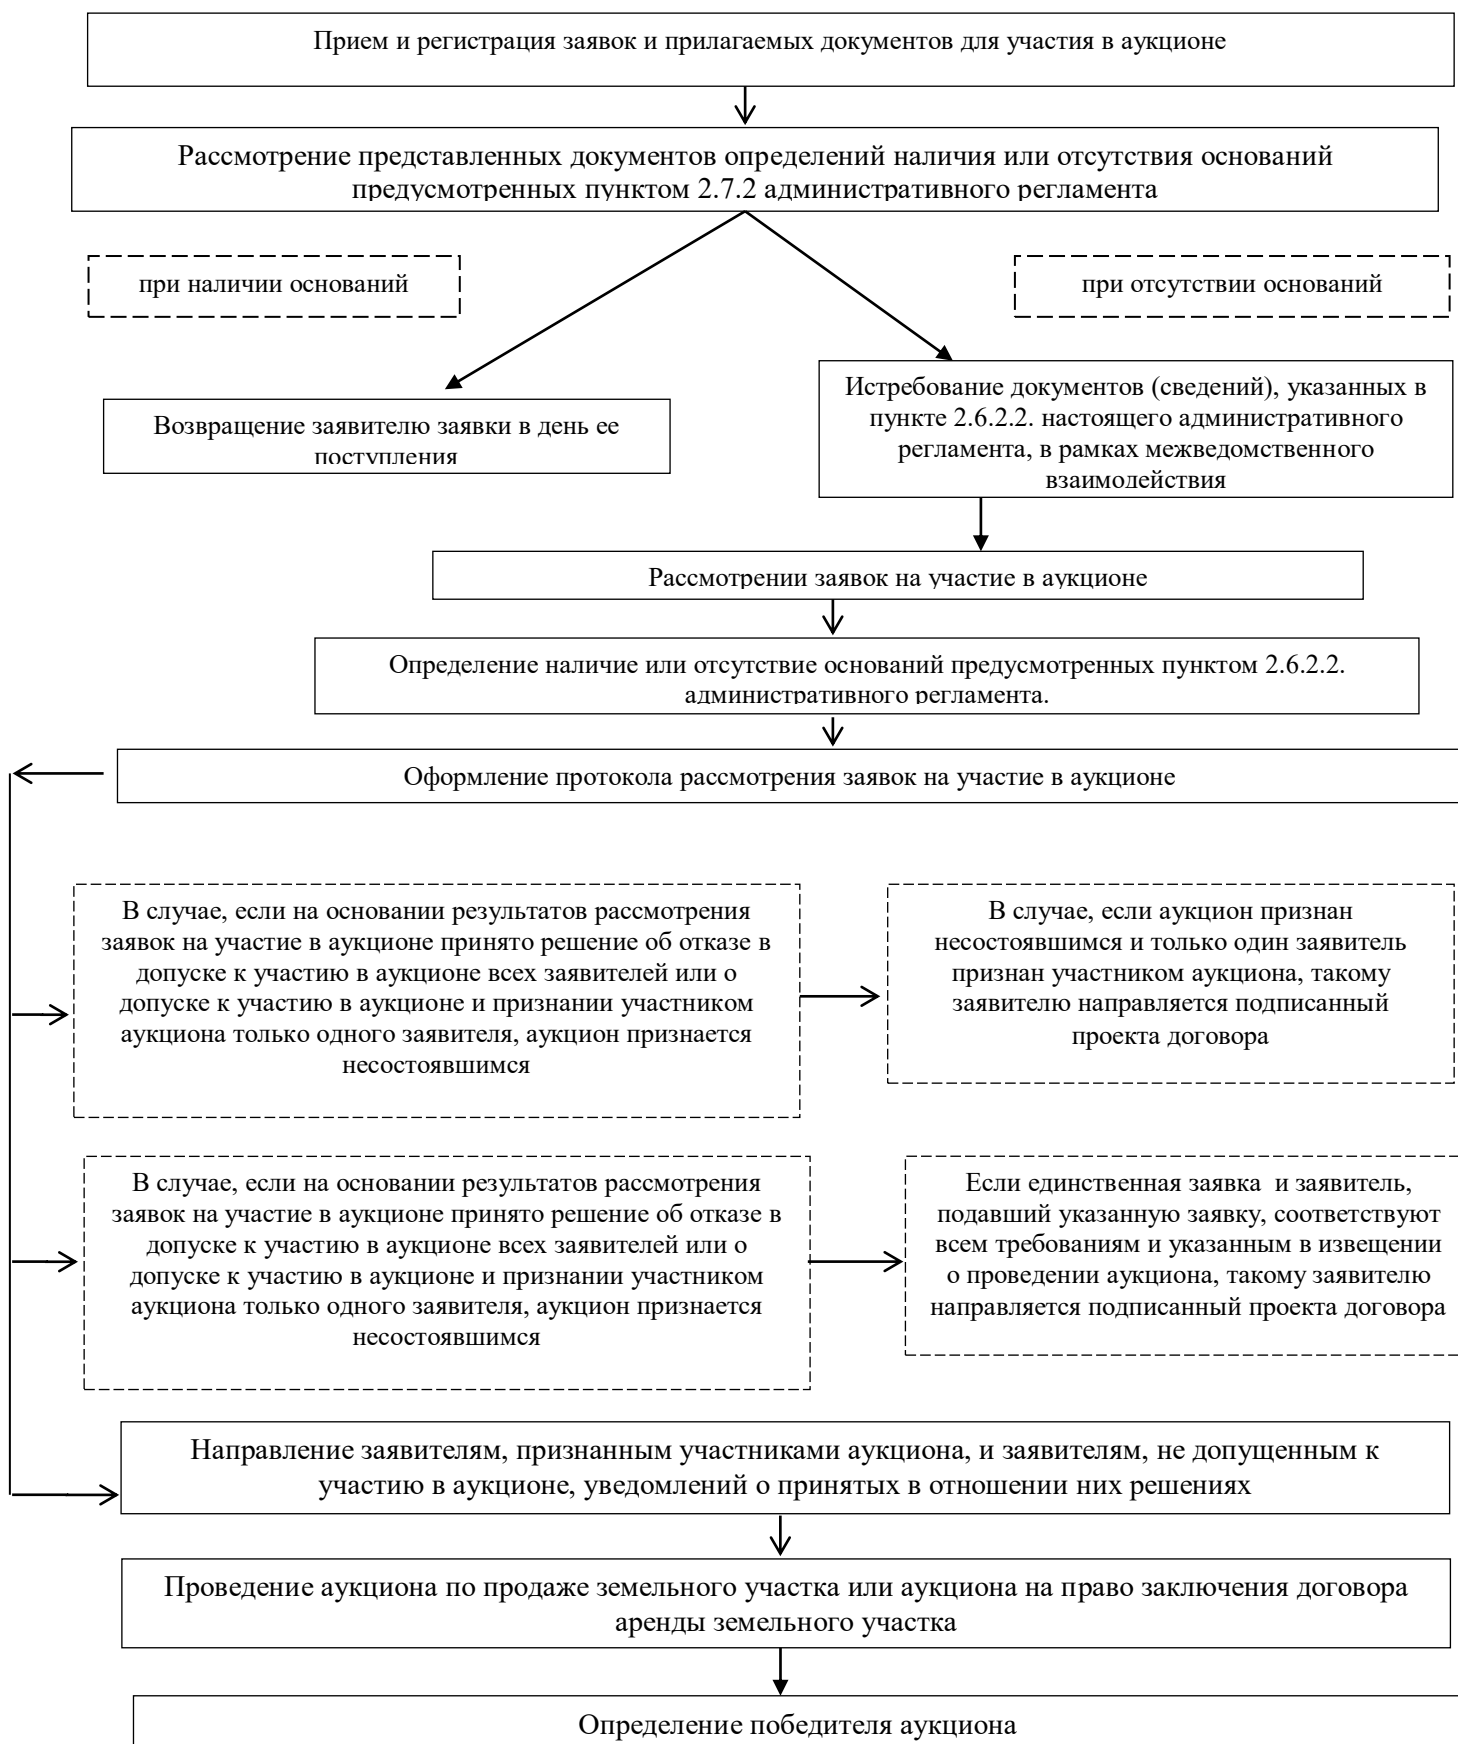 Прием и регистрация заявок и прилагаемых документов для участия в аукционе
Рассмотрение представленных документов определений наличия или отсутствия оснований
предусмотренных пунктом 2.7.2 административного регламента
при наличии оснований
при отсутствии оснований
Возвращение заявителю заявки в день ее
поступления
Истребование документов (сведений), указанных в
пункте 2.6.2.2. настоящего административного
регламента, в рамках межведомственного
взаимодействия
Рассмотрении заявок на участие в аукционе
Определение наличие или отсутствие оснований предусмотренных пунктом 2.6.2.2.
административного регламента.
Оформление протокола рассмотрения заявок на участие в аукционе
В случае, если на основании результатов рассмотрения
заявок на участие в аукционе принято решение об отказе в
допуске к участию в аукционе всех заявителей или о
допуске к участию в аукционе и признании участником
аукциона только одного заявителя, аукцион признается
несостоявшимся
В случае, если аукцион признан
несостоявшимся и только один заявитель
признан участником аукциона, такому
заявителю направляется подписанный
проекта договора
В случае, если на основании результатов рассмотрения
заявок на участие в аукционе принято решение об отказе в
допуске к участию в аукционе всех заявителей или о
допуске к участию в аукционе и признании участником
аукциона только одного заявителя, аукцион признается
несостоявшимся
Если единственная заявка и заявитель,
подавший указанную заявку, соответствуют
всем требованиям и указанным в извещении
о проведении аукциона, такому заявителю
направляется подписанный проекта договора
Направление заявителям, признанным участниками аукциона, и заявителям, не допущенным к
участию в аукционе, уведомлений о принятых в отношении них решениях
Проведение аукциона по продаже земельного участка или аукциона на право заключения договора
аренды земельного участка
Определение победителя аукциона